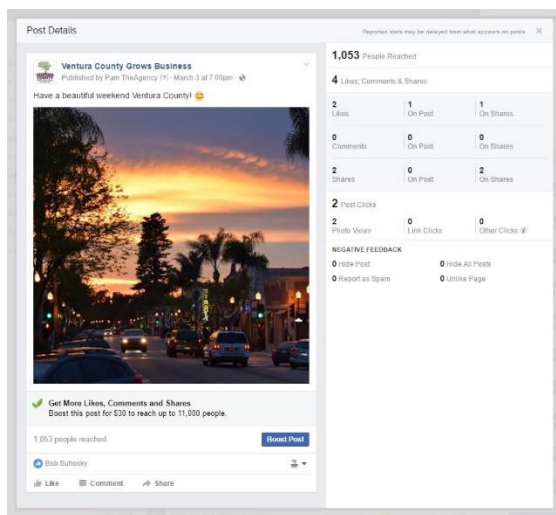 Post Details
Reported stats may be delayed from what appears on posts
Ventura County Grows Business
Published by Pam TheAgency [?] · March 3 at 7:00pm ·
Have a beautiful weekend Ventura County! 😀
Get More Likes, Comments and Shares
Boost this post for $30 to reach up to 11,000 people.
1,053 people reached
Boost Post
Bob Suhosky
Like Comment Share
1,053 People Reached
4 Likes, Comments & Shares
2 1 1
Likes On Post On Shares
0 0 0
Comments On Post On Shares
2 0 2
Shares On Post On Shares
2 Post Clicks
2 0 0
Photo Views Link Clicks Other Clicks
NEGATIVE FEEDBACK
0 Hide Post 0 Hide All Posts
0 Report as Spam 0 Unlike Page